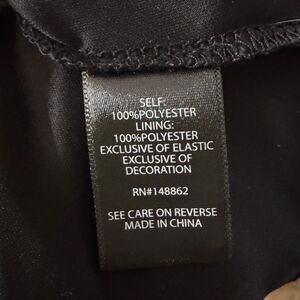 SELF:
100%POLYESTER
LINING:
100%POLYESTER
EXCLUSIVE OF ELASTIC
EXCLUSIVE OF
DECORATION
RN#148862
SEE CARE ON REVERSE
MADE IN CHINA